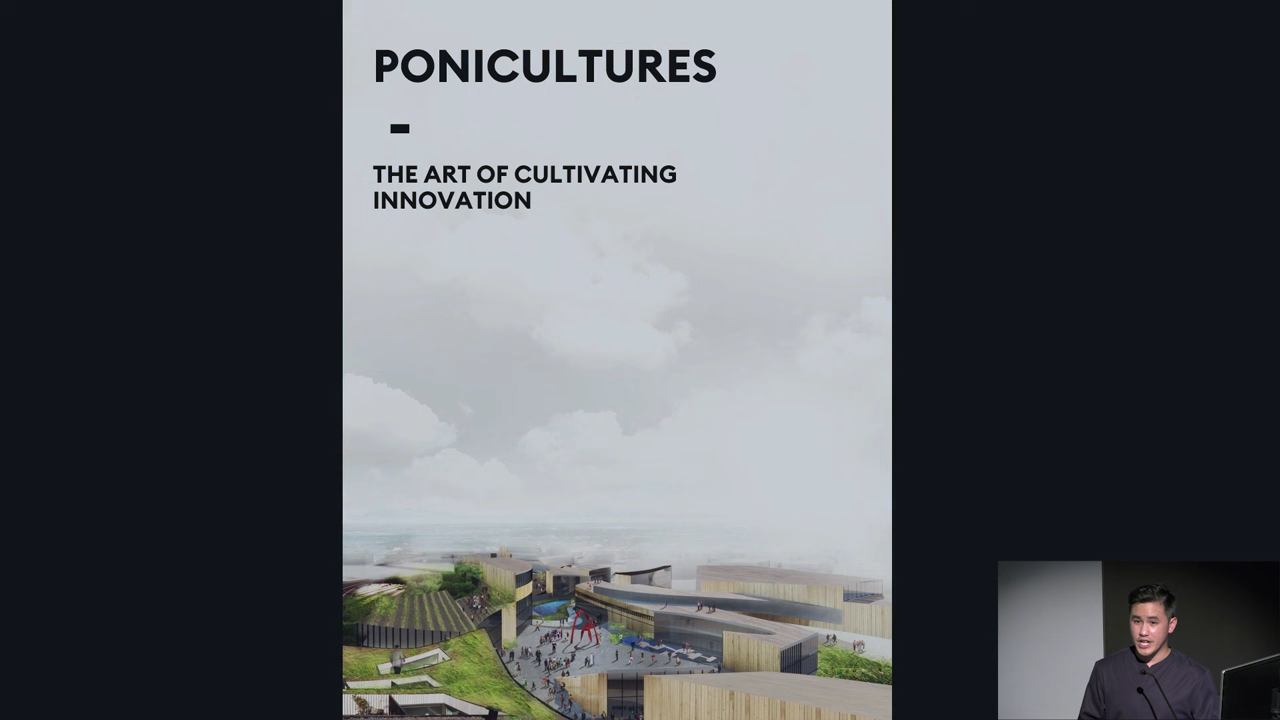 PONICULTURES
-
THE ART OF CULTIVATING
INNOVATION